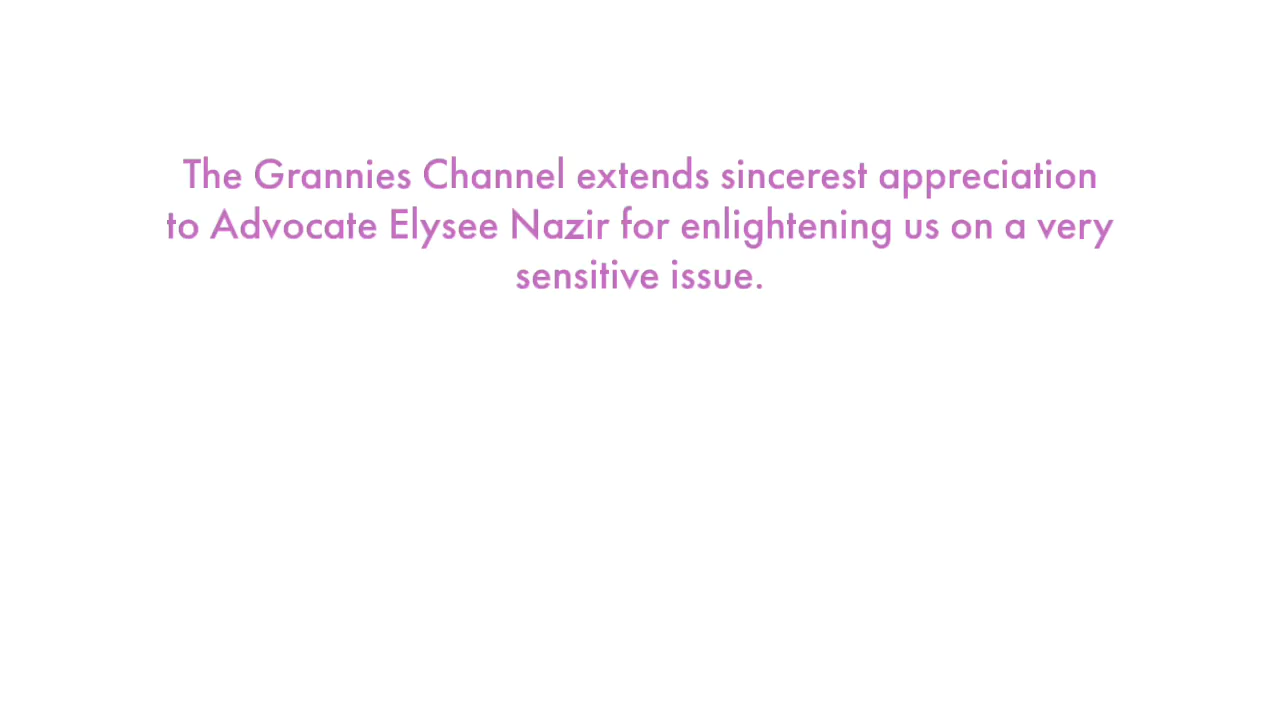 The Grannies Channel extends sincerest appreciation
to Advocate Elysee Nazir for enlightening us on a very
sensitive issue.